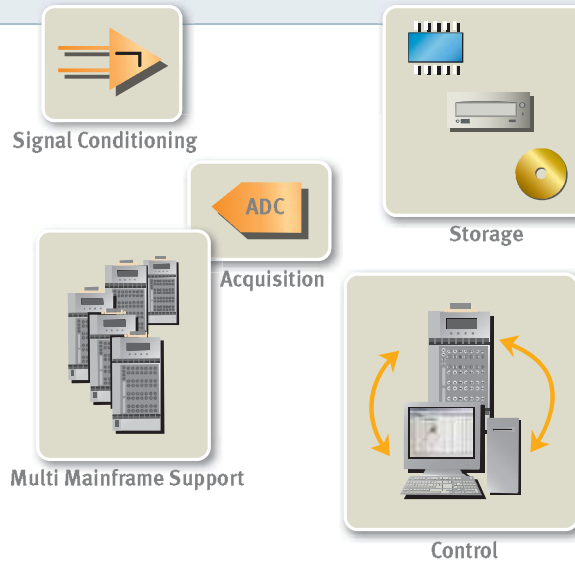 Signal Conditioning
Storage
ADC
Acquisition
Multi Mainframe Support
Control